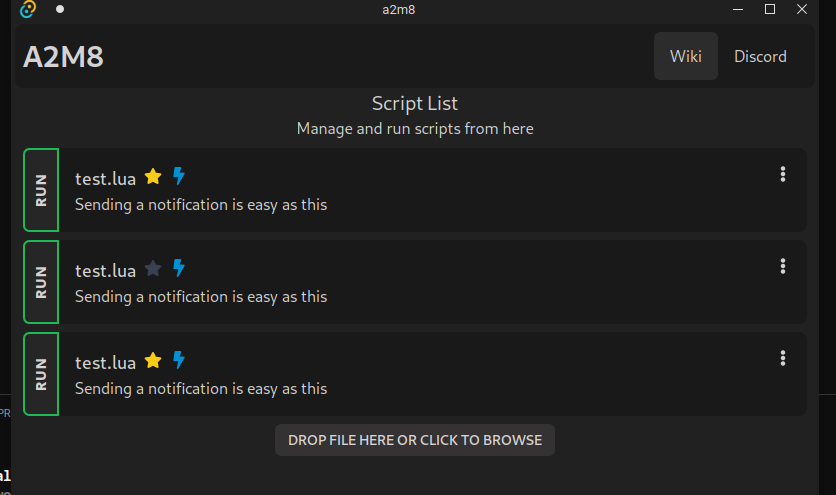 a2m8
A2M8
Wiki
Discord
Script List
Manage and run scripts from here
RUN
test.lua
Sending a notification is easy as this
RUN
test.lua
Sending a notification is easy as this
RUN
test.lua
Sending a notification is easy as this
DROP FILE HERE OR CLICK TO BROWSE
PR
al